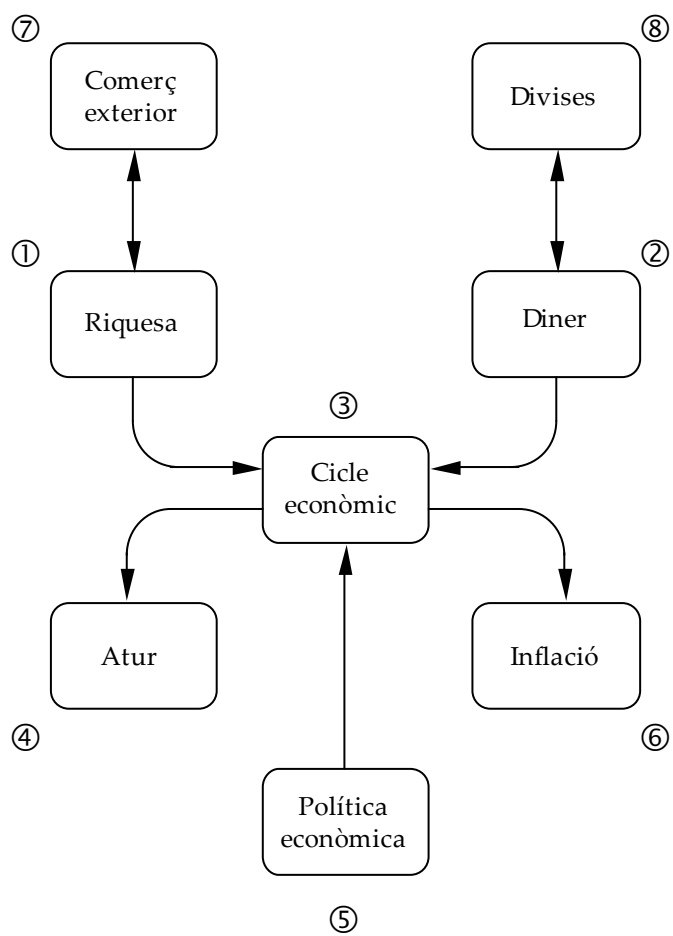 ⑦
⑧
Comerç
exterior
Divises
①
②
Riquesa
Diner
③
Cicle
econòmic
Atur
Inflació
④
⑥
Política
econòmica
⑤